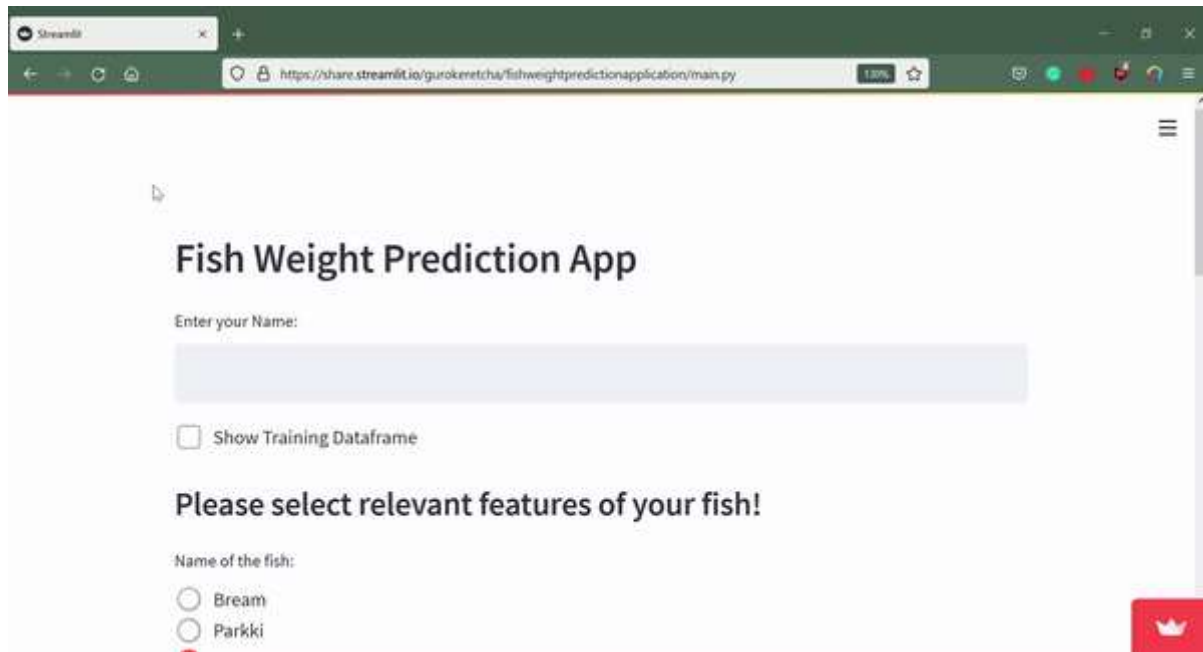 Streamlit
https://share.streamlit.io/gurokeretcha/fishweightpredictionapplication/main.py 130%
Fish Weight Prediction App
Enter your Name:
Show Training Dataframe
Please select relevant features of your fish!
Name of the fish:
Bream
Parkki